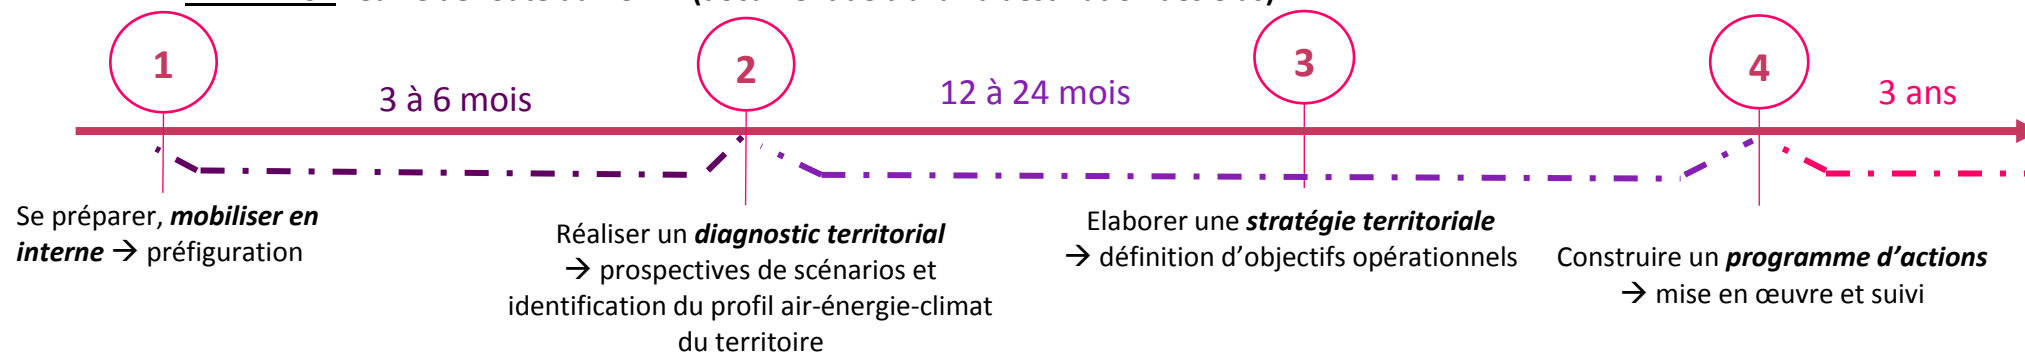 1
2
3
4
3 à 6 mois
12 à 24 mois
3 ans
Se préparer, mobiliser en
interne → préfiguration
Réaliser un diagnostic territorial
→ prospectives de scénarios et
identification du profil air-énergie-climat
du territoire
Elaborer une stratégie territoriale
→ définition d’objectifs opérationnels
Construire un programme d’actions
→ mise en œuvre et suivi